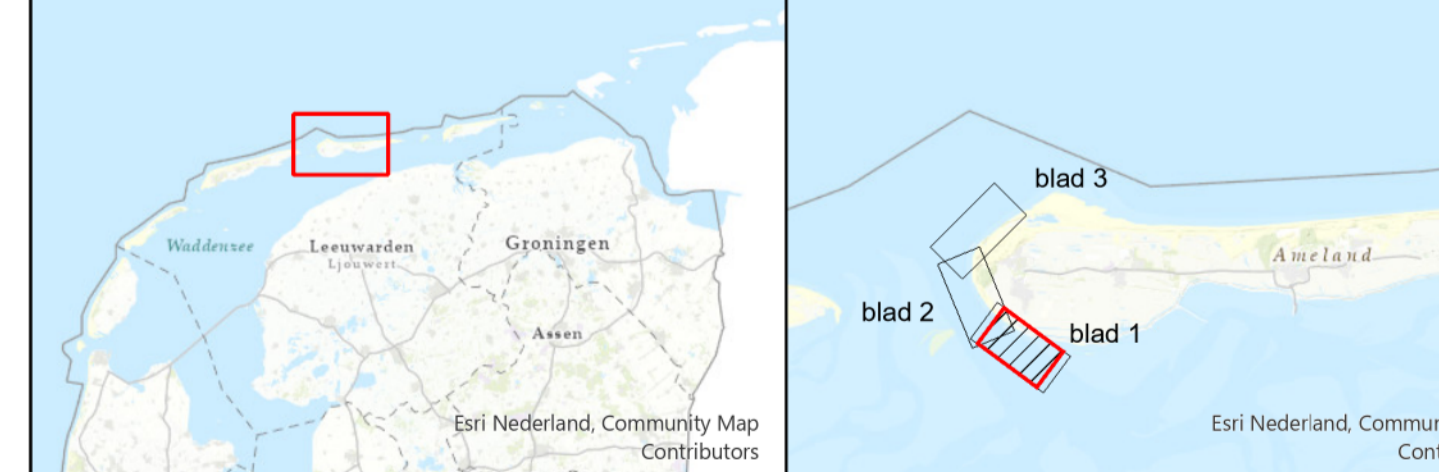 Waddenzee
Leeuwarden
Ljouwert
Groningen
Assen
Esri Nederland, Community Map
Contributors
blad 3
Ameland
blad 2
blad 1
Esri Nederland, Commun
Cont